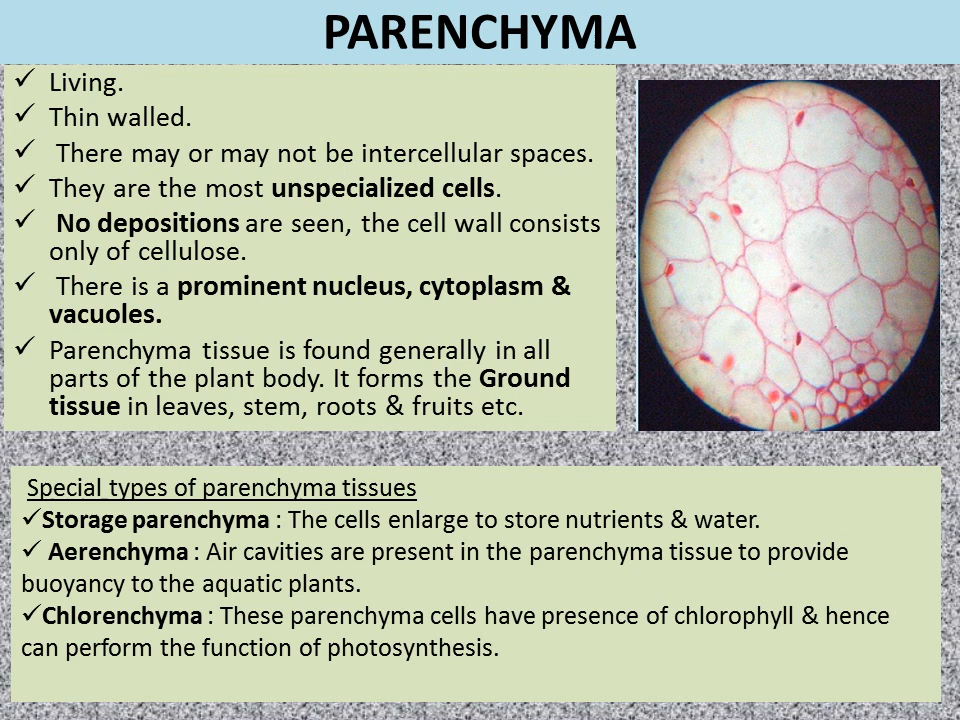 PARENCHYMA
✓ Living.
✓ Thin walled.
✓ There may or may not be intercellular spaces.
✓ They are the most unspecialized cells.
✓ No depositions are seen, the cell wall consists
only of cellulose.
✓ There is a prominent nucleus, cytoplasm &
vacuoles.
✓ Parenchyma tissue is found generally in all
parts of the plant body. It forms the Ground
tissue in leaves, stem, roots & fruits etc.
Special types of parenchyma tissues
✓Storage parenchyma : The cells enlarge to store nutrients & water.
✓ Aerenchyma : Air cavities are present in the parenchyma tissue to provide
buoyancy to the aquatic plants.
✓Chlorenchyma : These parenchyma cells have presence of chlorophyll & hence
can perform the function of photosynthesis.